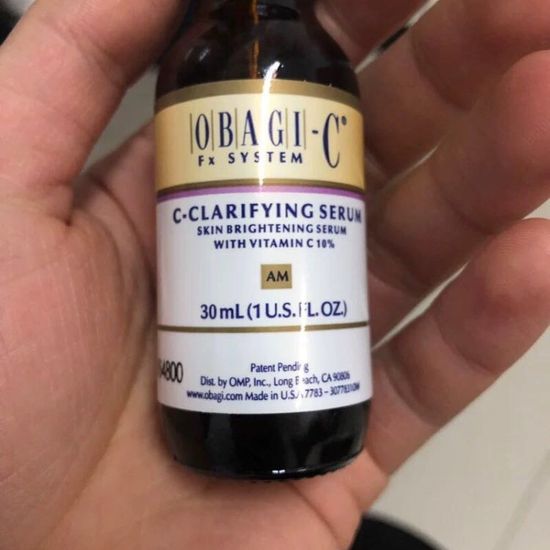 OBAGI-C®
Fx SYSTEM
C-CLARIFYING SERUM
SKIN BRIGHTENING SERUM
WITH VITAMIN C 10%
AM
30 mL (1 U.S. FL. OZ.)
Patent Pending
Dist. by OMP, Inc., Long Beach, CA 90806
www.obagi.com Made in U.S.A